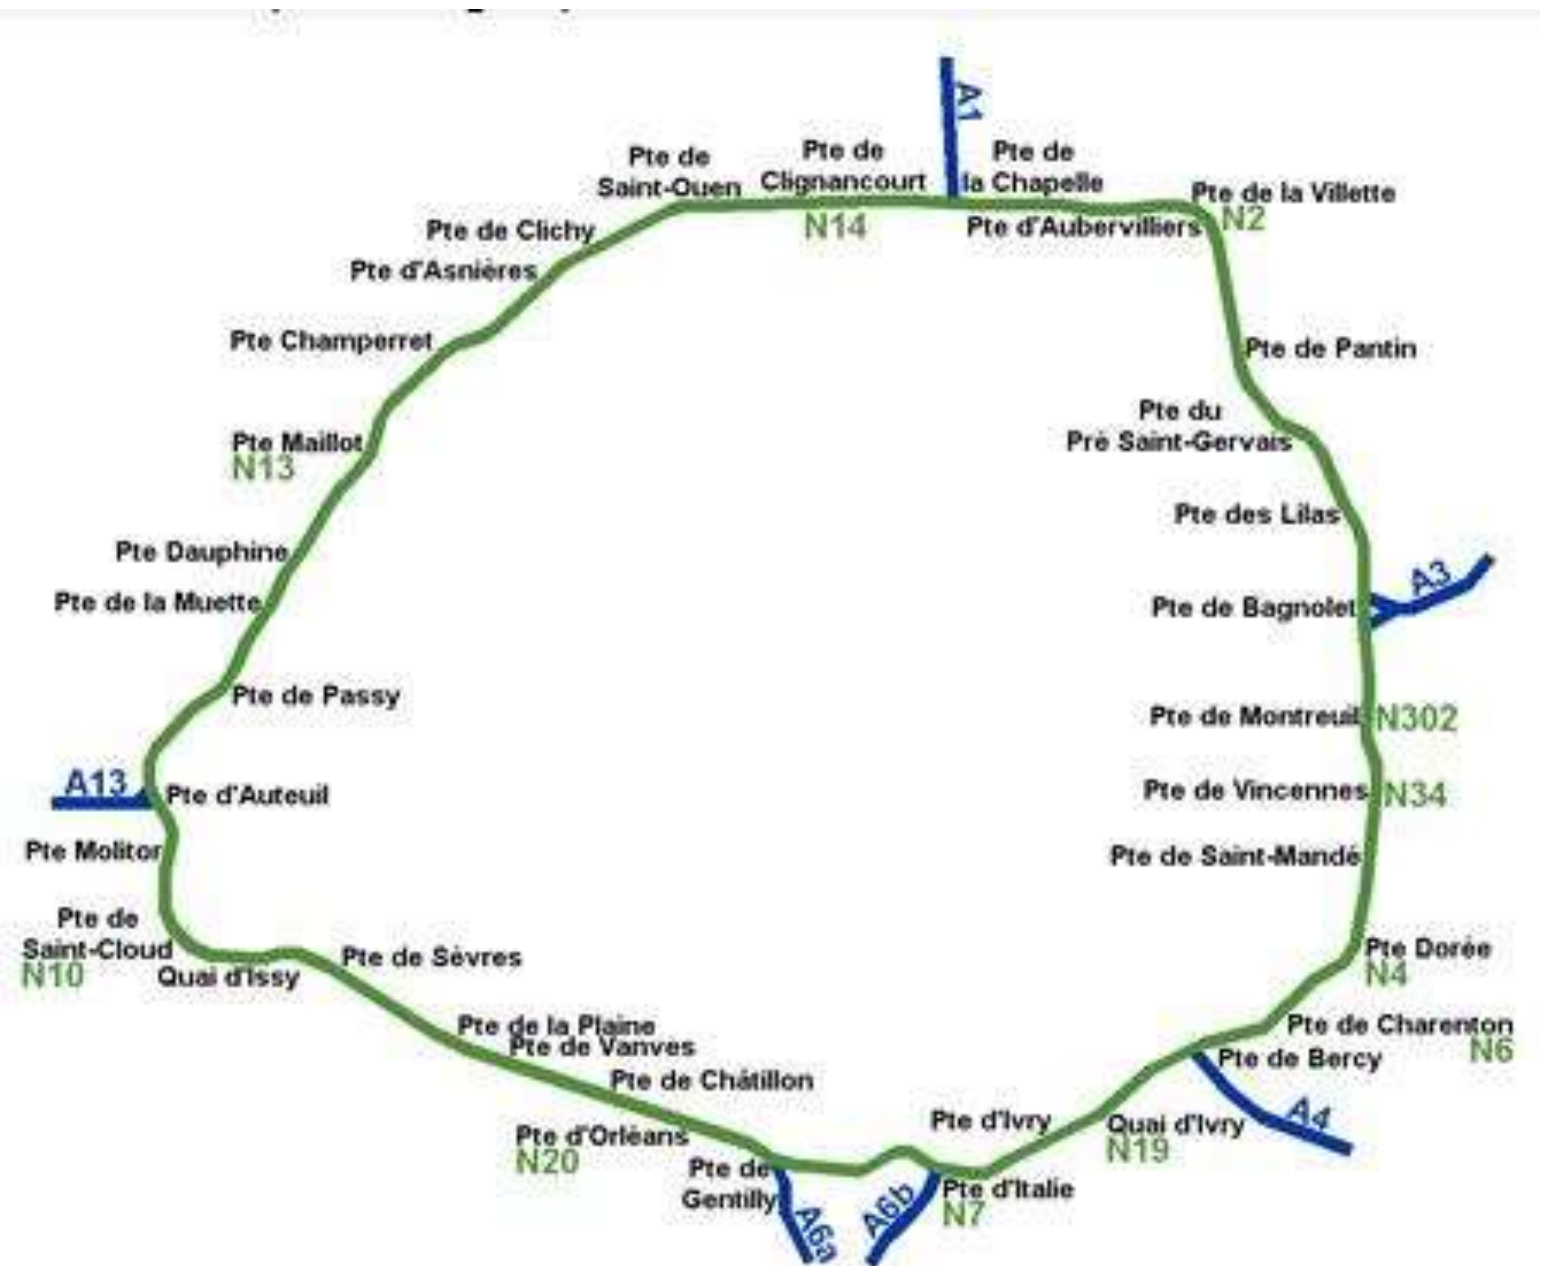 A1
Pte de
Saint-Ouen
Pte de
Clignancourt
Pte de
la Chapelle
Pte de la Villette
N2
Pte d'Aubervilliers
N14
Pte de Clichy
Pte d'Asnières
Pte Champerret
Pte de Pantin
Pte du
Pré Saint-Gervais
Pte Maillot
N13
Pte des Lilas
Pte Dauphine
A3
Pte de la Muette
Pte de Bagnolet
Pte de Passy
Pte de Montreuil
N302
A13
Pte d'Auteuil
Pte de Vincennes
N34
Pte Molitor
Pte de Saint-Mandé
Pte de
Saint-Cloud
N10
Quai d'Issy
Pte de Sèvres
Pte Dorée
N4
Pte de la Plaine
Pte de Vanves
Pte de Charenton
N6
Pte de Bercy
Pte de Châtillon
A4
Pte d'Ivry
Quai d'Ivry
N19
Pte d'Orléans
N20
Pte de
Gentilly
A6a
A6b
Pte d'Italie
N7